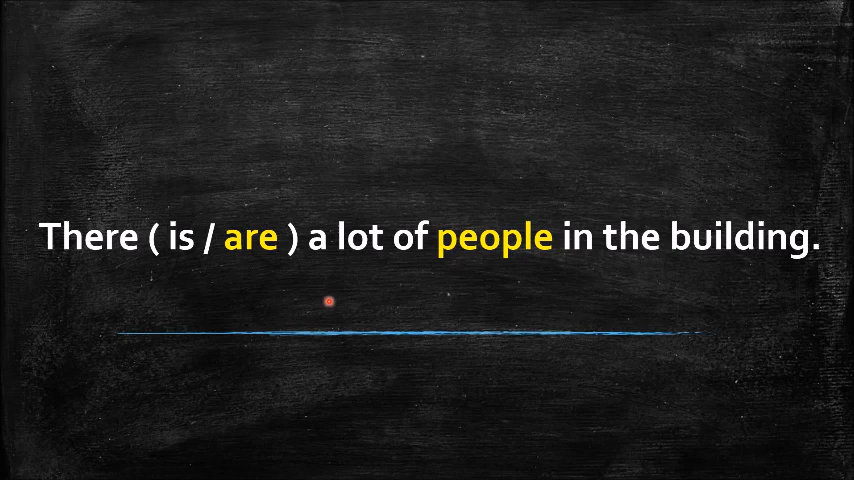 There ( is / are ) a lot of people in the building.